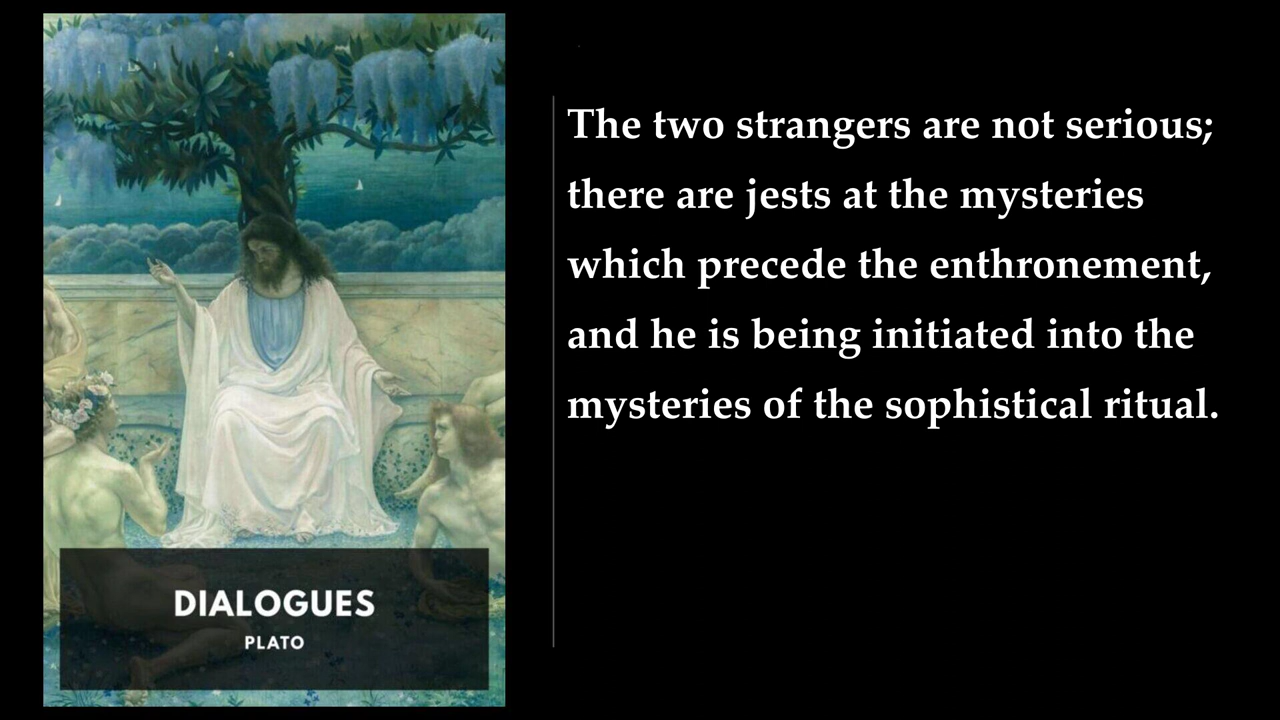 The two strangers are not serious;
there are jests at the mysteries
which precede the enthronement,
and he is being initiated into the
mysteries of the sophistical ritual.
DIALOGUES
PLATO